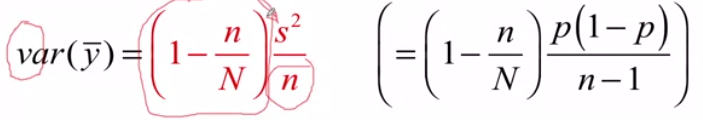 var(ȳ) = (1 − n/N) s²/n    (= (1 − n/N) p(1 − p)/(n − 1))